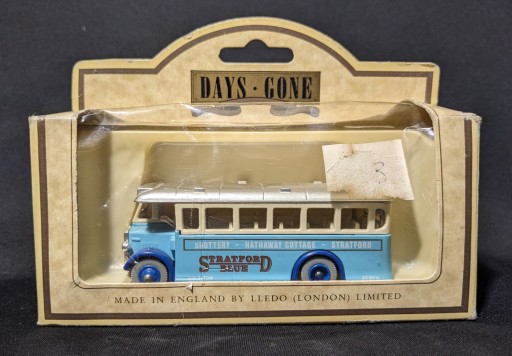 DAYS · GONE
3
SHOTTERY - HATHAWAY COTTAGE - STRATFORD
STRATFORD
BLUE
MADE IN ENGLAND BY LLEDO (LONDON) LIMITED